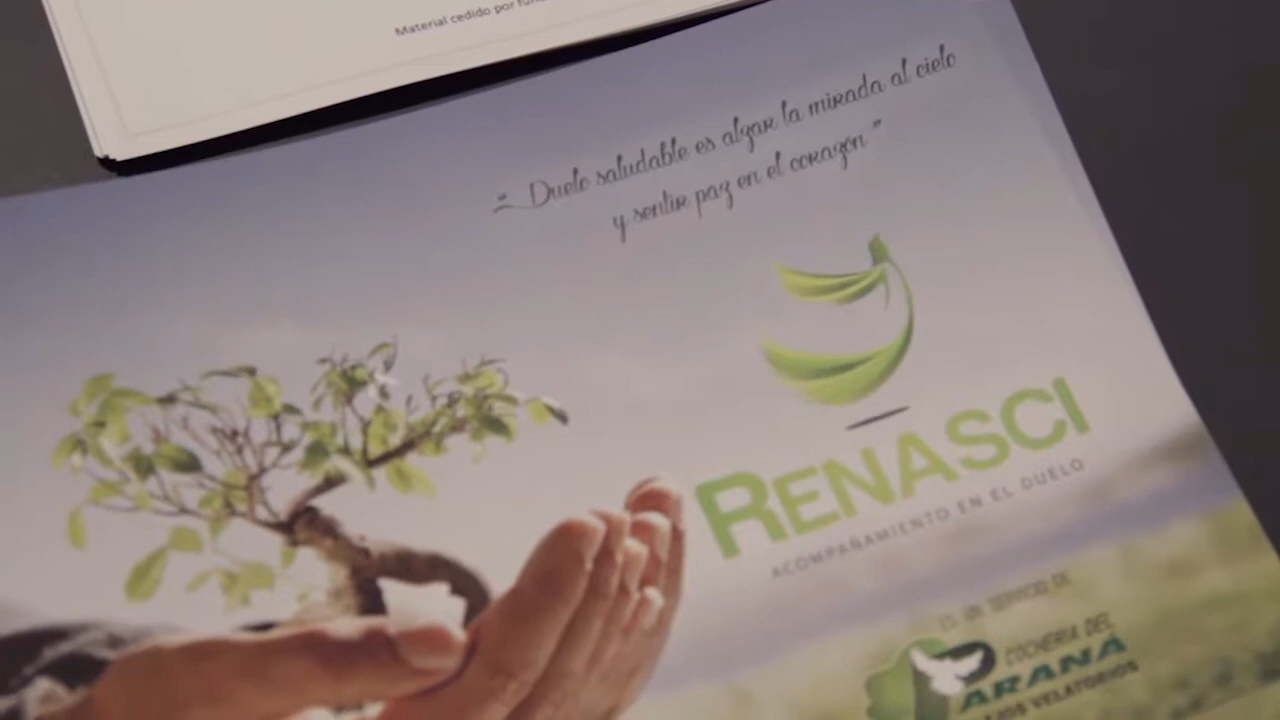 Material cedido por
"Duelo saludable es alzar la mirada al cielo
y sentir paz en el corazón"
RENASCI
ACOMPAÑAMIENTO EN EL DUELO
ES UN SERVICIO DE
COCHERIA DEL
PARANÁ
VELATORIOS